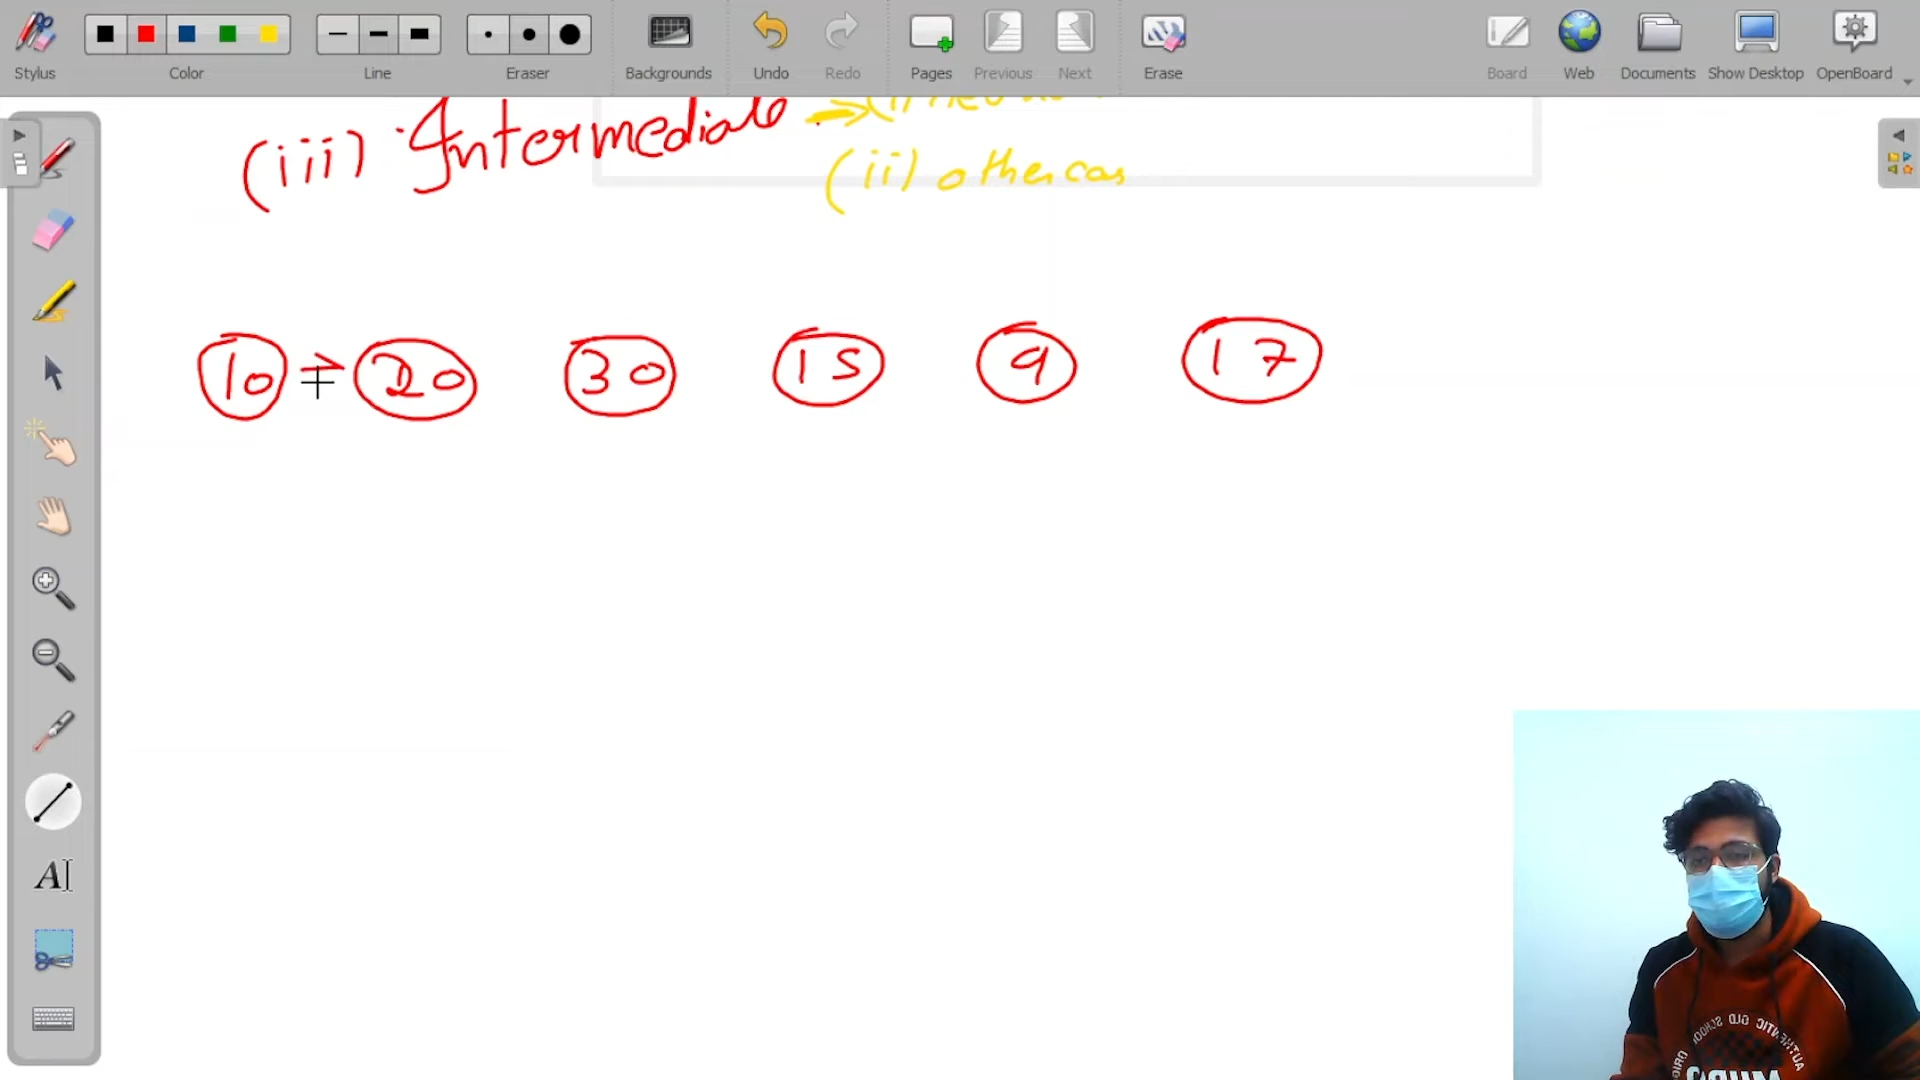 Stylus Color Line Eraser Backgrounds Undo Redo Pages Previous Next Erase Board Web Documents Show Desktop OpenBoard
(iii) Intermediate
(ii) other cas
10 20 30 15 9 17
AI